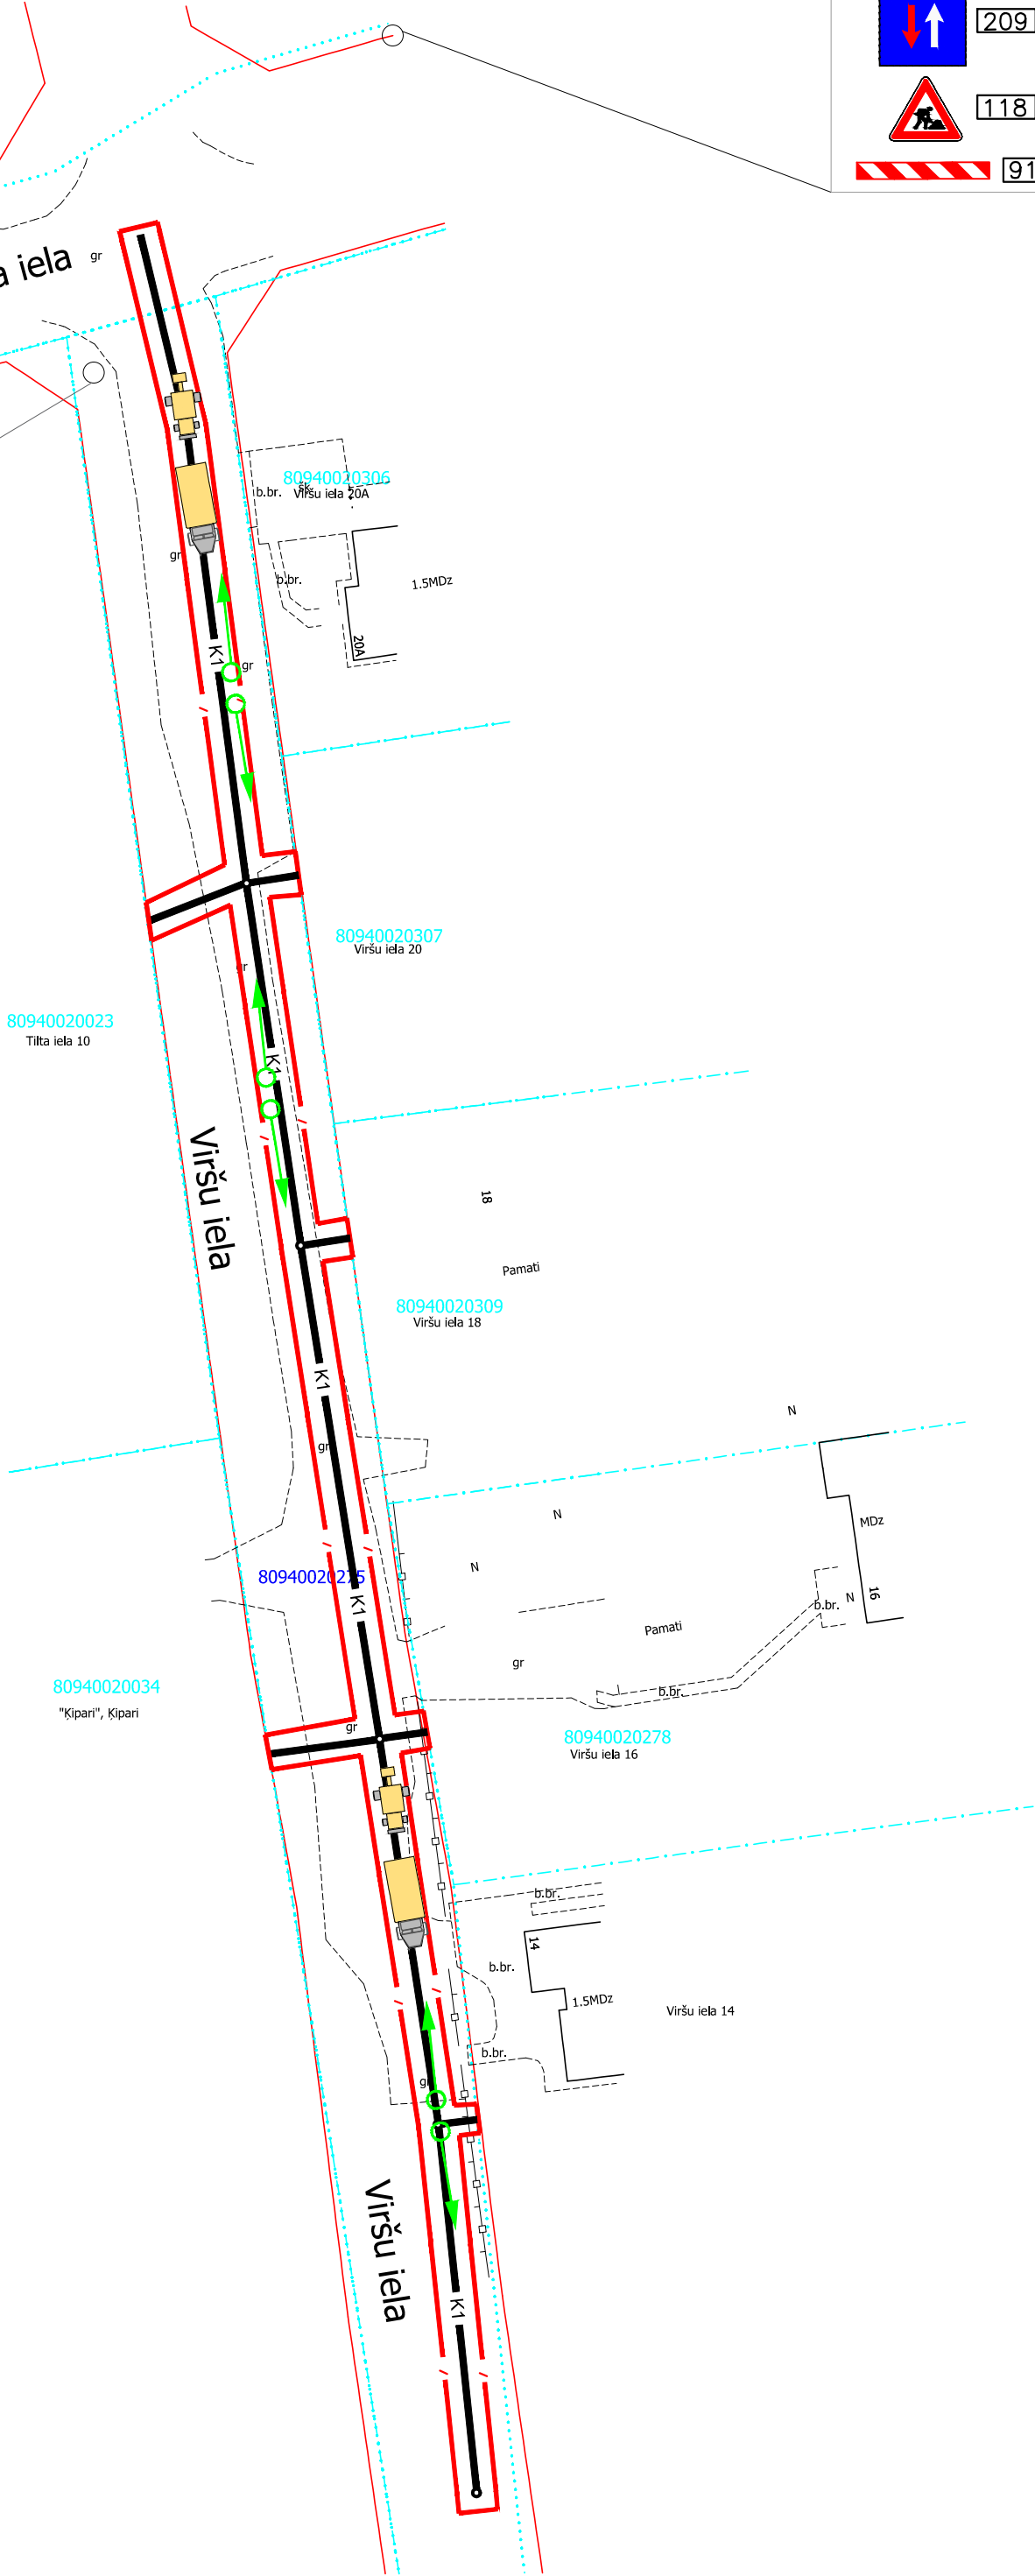 209
118
91
a iela
gr
80940020306
b.br. šk. Viršu iela 20A
gr
b.br.
1.5MDz
20A
K1
gr
80940020307
Viršu iela 20
gr
80940020023
Tilta iela 10
K1
Viršu iela
18
Pamati
80940020309
Viršu iela 18
K1
N
gr
N
MDz
N
80940020275
16
N
b.br.
K1
Pamati
gr
80940020034
b.br.
"Ķipari", Ķipari
gr
80940020278
Viršu iela 16
b.br.
14
b.br.
1.5MDz
Viršu iela 14
b.br.
gr
Viršu iela
K1